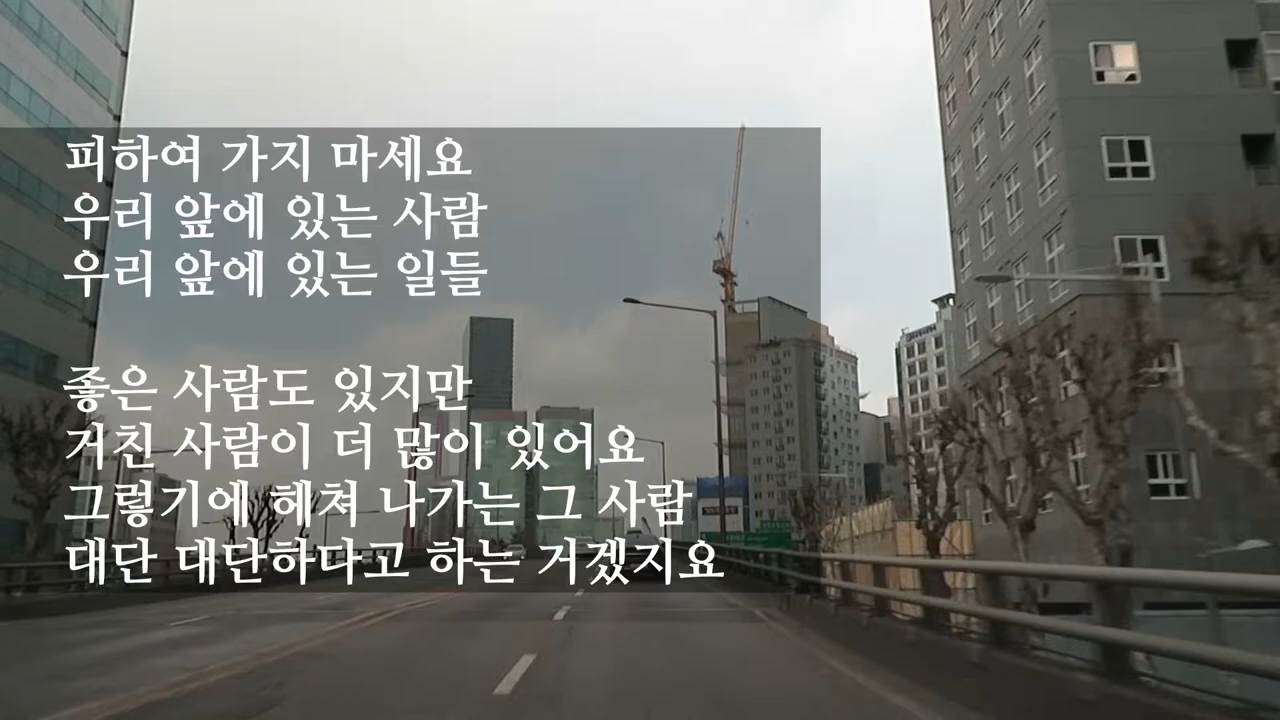 피하여 가지 마세요
우리 앞에 있는 사람
우리 앞에 있는 일들
좋은 사람도 있지만
거친 사람이 더 많이 있어요
그렇기에 헤쳐 나가는 그 사람
대단 대단하다고 하는 거겠지요